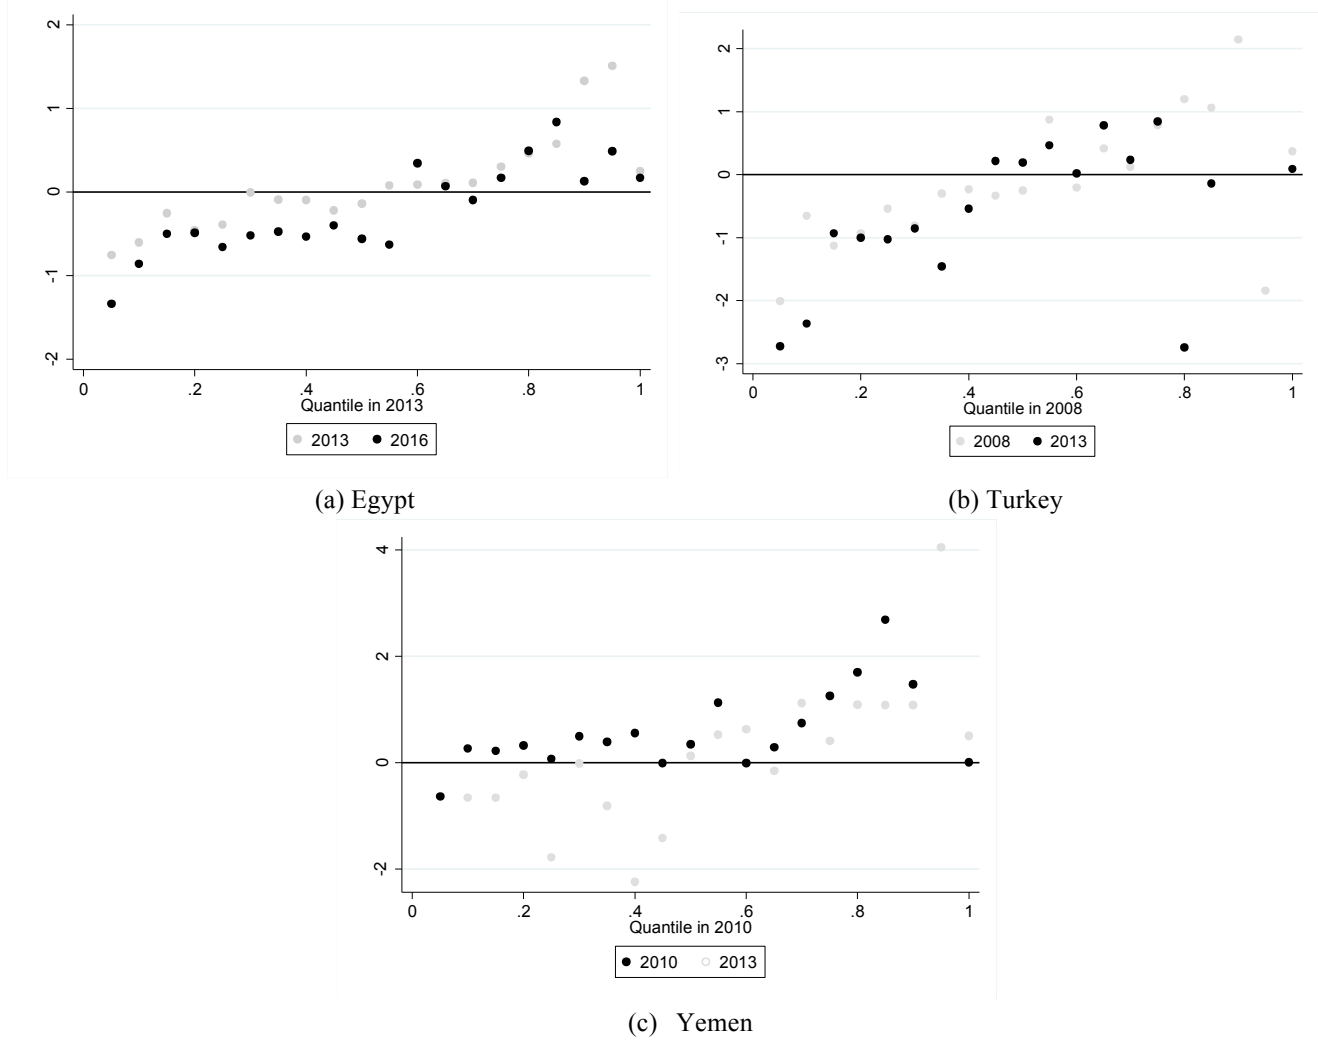 2
1
0
-1
-2
0 .2 .4 .6 .8 1
Quantile in 2013
2013 2016
(a) Egypt
2
1
0
-1
-2
-3
0 .2 .4 .6 .8 1
Quantile in 2008
2008 2013
(b) Turkey
4
2
0
-2
0 .2 .4 .6 .8 1
Quantile in 2010
2010 2013
(c) Yemen